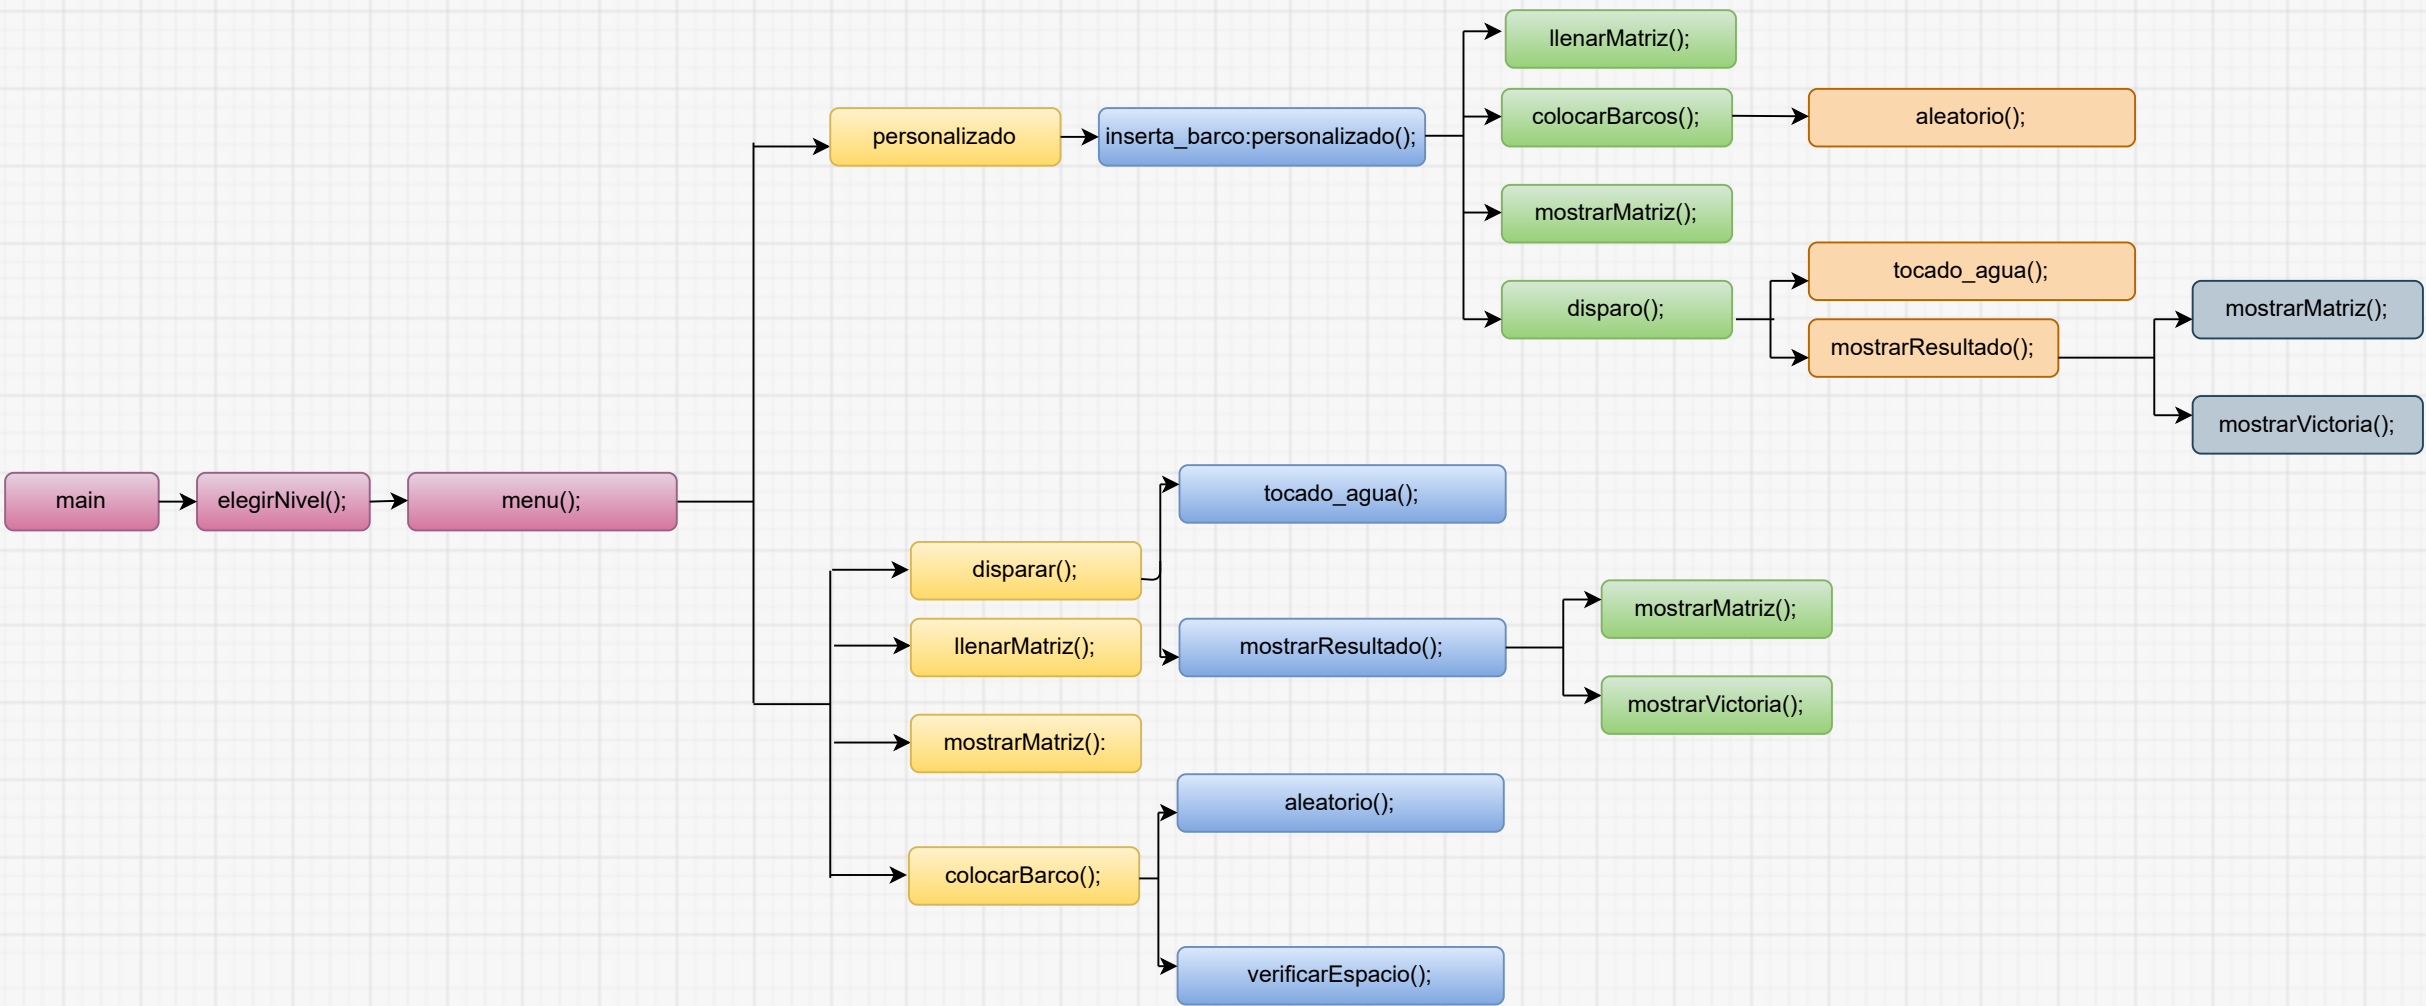 llenarMatriz();
personalizado
inserta_barco:personalizado();
colocarBarcos();
aleatorio();
mostrarMatriz();
disparo();
tocado_agua();
mostrarResultado();
mostrarMatriz();
mostrarVictoria();
main
elegirNivel();
menu();
disparar();
tocado_agua();
llenarMatriz();
mostrarResultado();
mostrarMatriz();
mostrarVictoria();
mostrarMatriz():
colocarBarco();
aleatorio();
verificarEspacio();